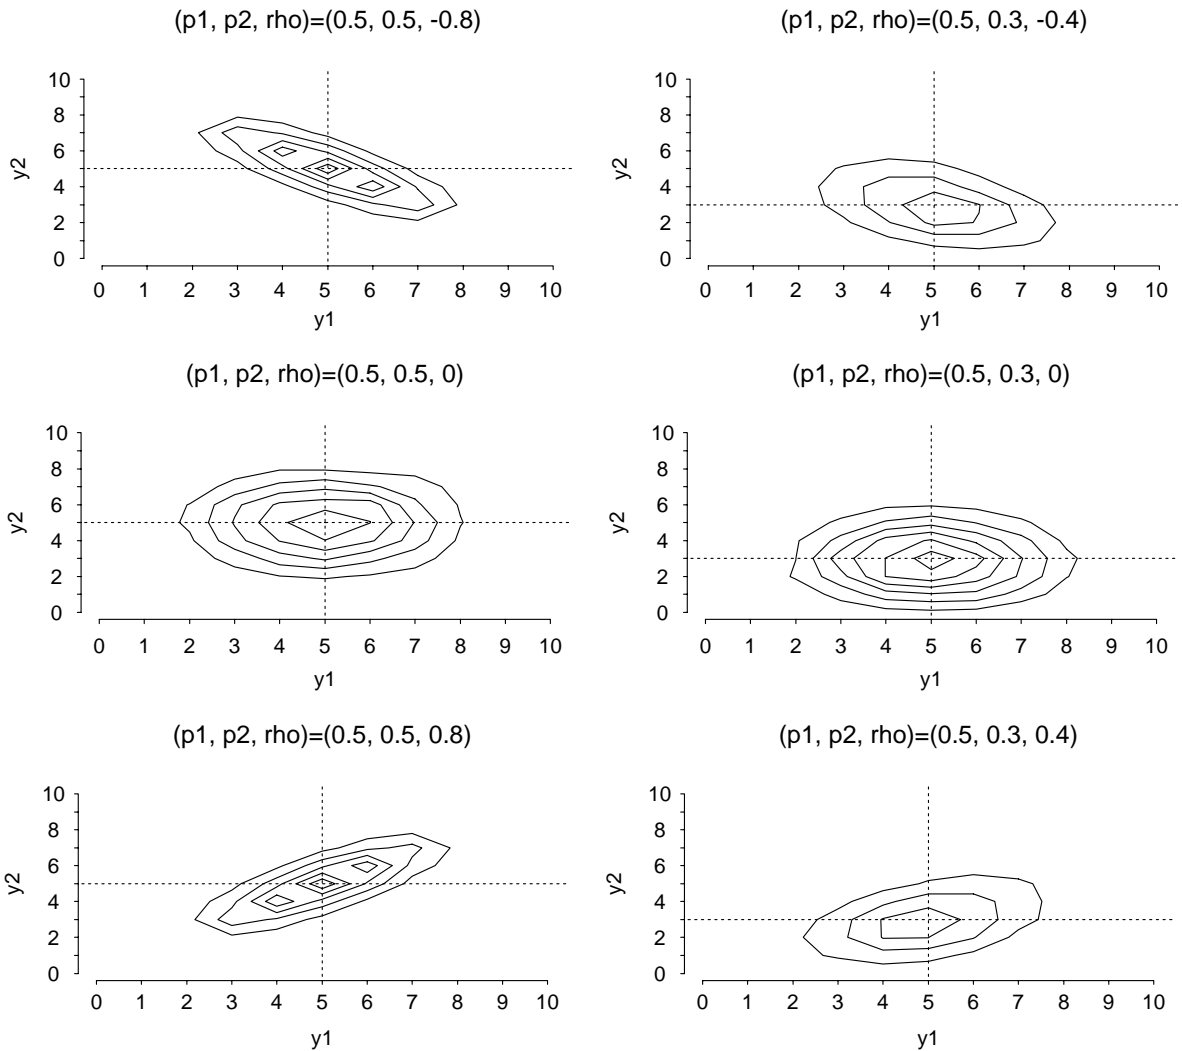 (p1, p2, rho)=(0.5, 0.5, -0.8)
10
8
6
4
2
0
y2
0 1 2 3 4 5 6 7 8 9 10
y1
(p1, p2, rho)=(0.5, 0.3, -0.4)
10
8
6
4
2
0
y2
0 1 2 3 4 5 6 7 8 9 10
y1
(p1, p2, rho)=(0.5, 0.5, 0)
10
8
6
4
2
0
y2
0 1 2 3 4 5 6 7 8 9 10
y1
(p1, p2, rho)=(0.5, 0.3, 0)
10
8
6
4
2
0
y2
0 1 2 3 4 5 6 7 8 9 10
y1
(p1, p2, rho)=(0.5, 0.5, 0.8)
10
8
6
4
2
0
y2
0 1 2 3 4 5 6 7 8 9 10
y1
(p1, p2, rho)=(0.5, 0.3, 0.4)
10
8
6
4
2
0
y2
0 1 2 3 4 5 6 7 8 9 10
y1